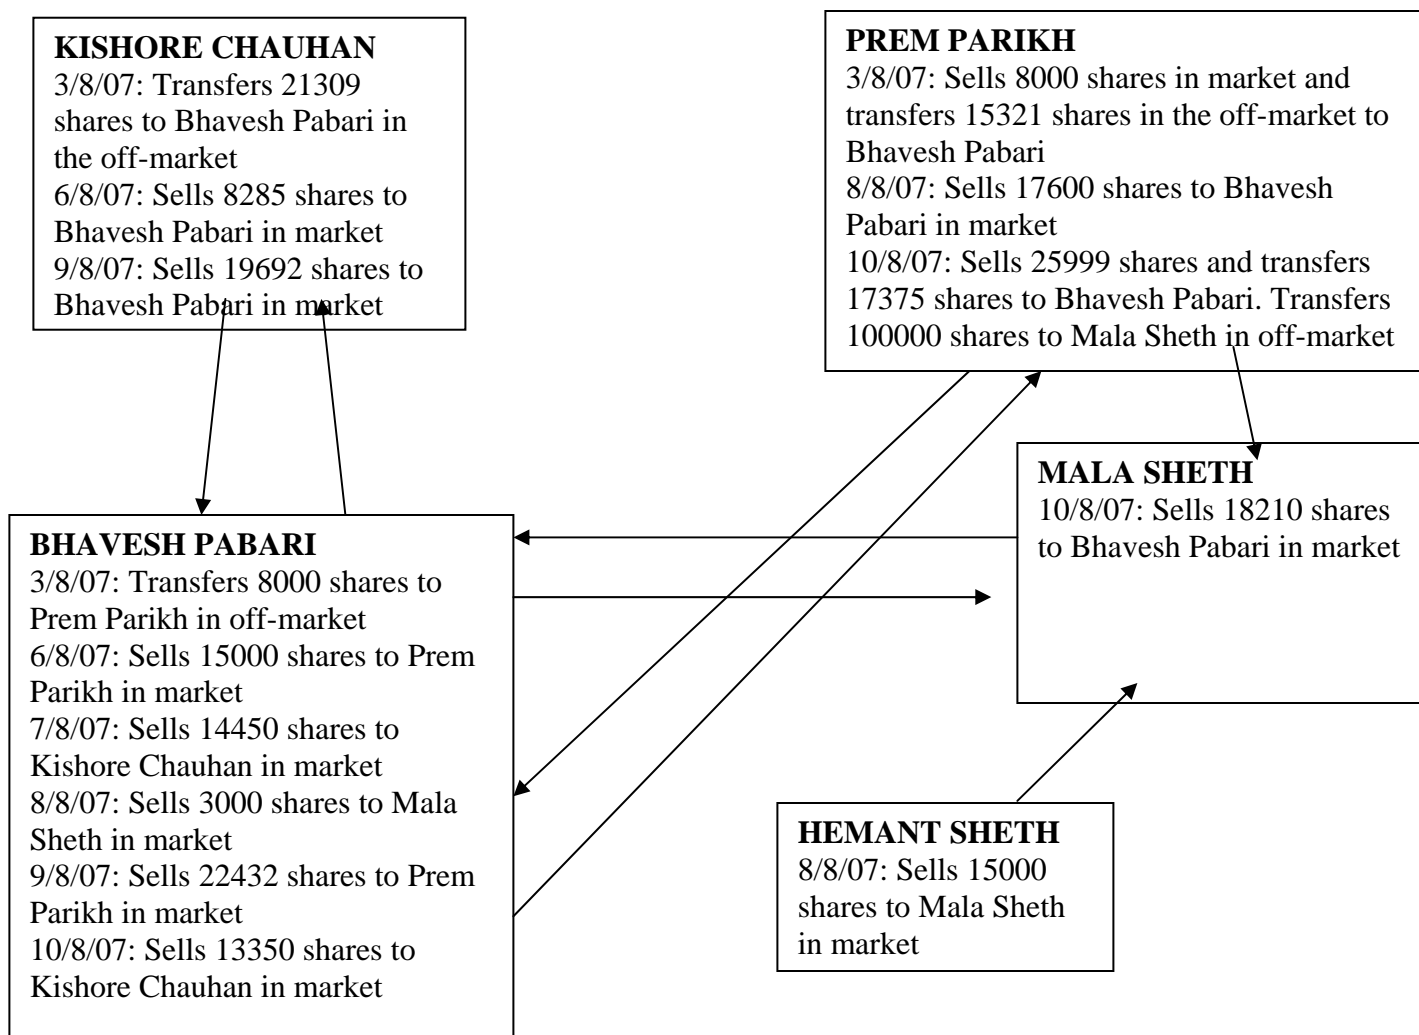 KISHORE CHAUHAN
3/8/07: Transfers 21309
shares to Bhavesh Pabari in
the off-market
6/8/07: Sells 8285 shares to
Bhavesh Pabari in market
9/8/07: Sells 19692 shares to
Bhavesh Pabari in market
PREM PARIKH
3/8/07: Sells 8000 shares in market and
transfers 15321 shares in the off-market to
Bhavesh Pabari
8/8/07: Sells 17600 shares to Bhavesh
Pabari in market
10/8/07: Sells 25999 shares and transfers
17375 shares to Bhavesh Pabari. Transfers
100000 shares to Mala Sheth in off-market
MALA SHETH
10/8/07: Sells 18210 shares
to Bhavesh Pabari in market
BHAVESH PABARI
3/8/07: Transfers 8000 shares to
Prem Parikh in off-market
6/8/07: Sells 15000 shares to Prem
Parikh in market
7/8/07: Sells 14450 shares to
Kishore Chauhan in market
8/8/07: Sells 3000 shares to Mala
Sheth in market
9/8/07: Sells 22432 shares to Prem
Parikh in market
10/8/07: Sells 13350 shares to
Kishore Chauhan in market
HEMANT SHETH
8/8/07: Sells 15000
shares to Mala Sheth
in market